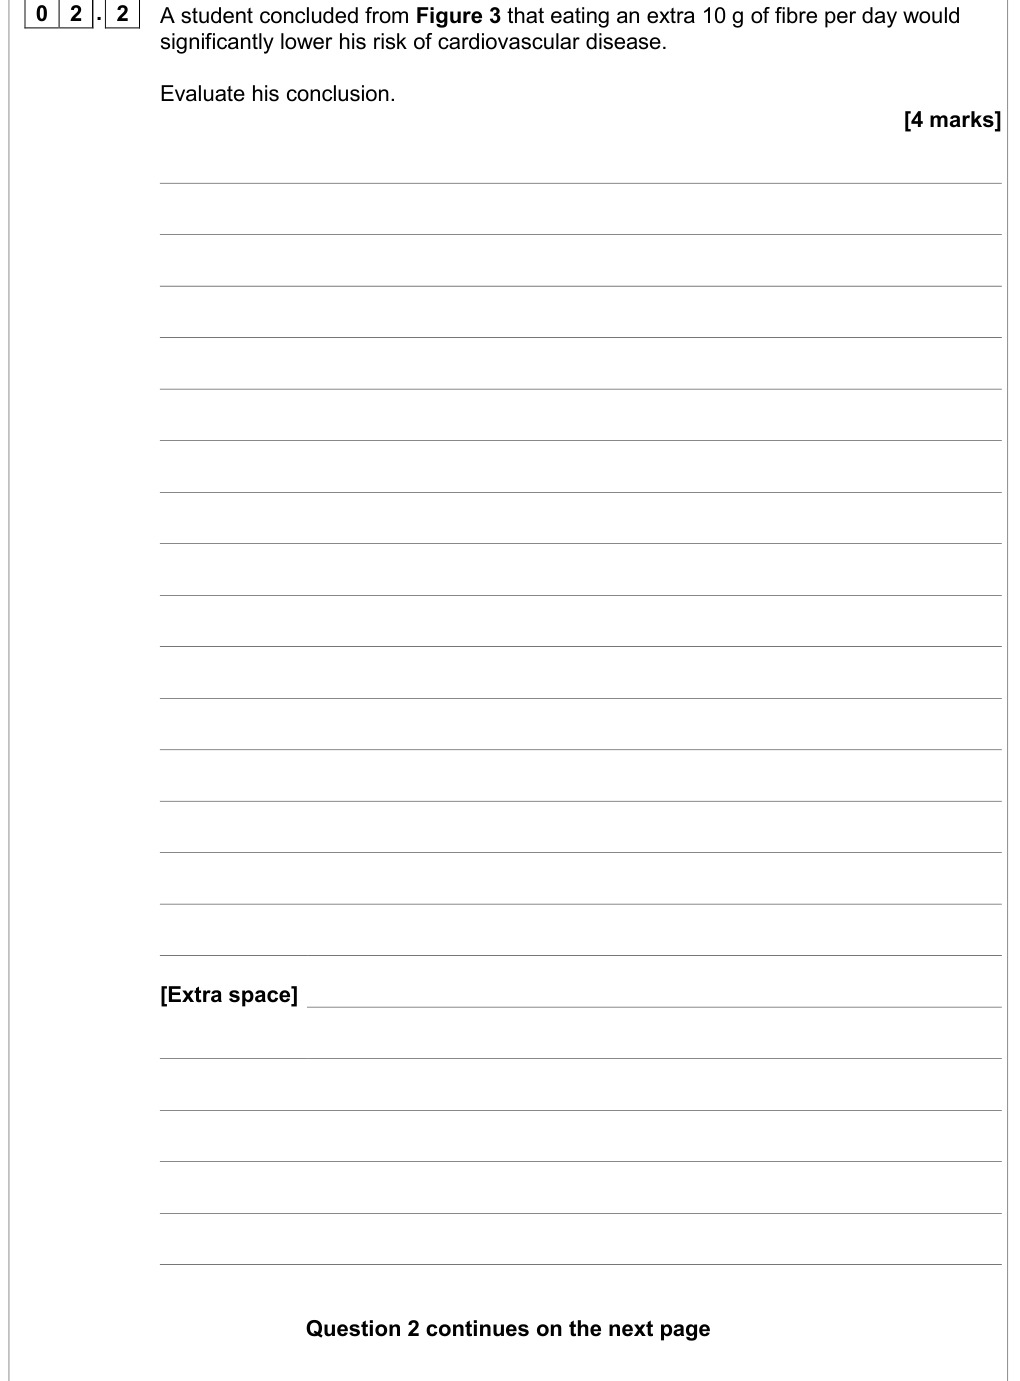 0 2 . 2 A student concluded from Figure 3 that eating an extra 10 g of fibre per day would
significantly lower his risk of cardiovascular disease.
Evaluate his conclusion.
[4 marks]
[Extra space]
Question 2 continues on the next page